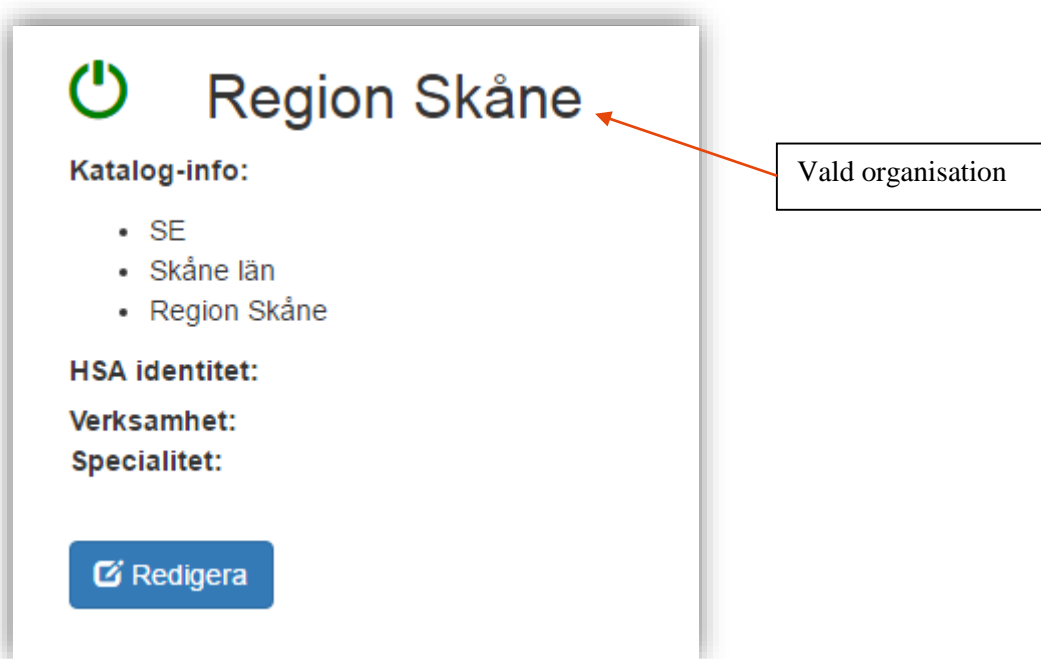 Region Skåne
Vald organisation
Katalog-info:
SE
Skåne län
Region Skåne
HSA identitet:
Verksamhet:
Specialitet:
Redigera